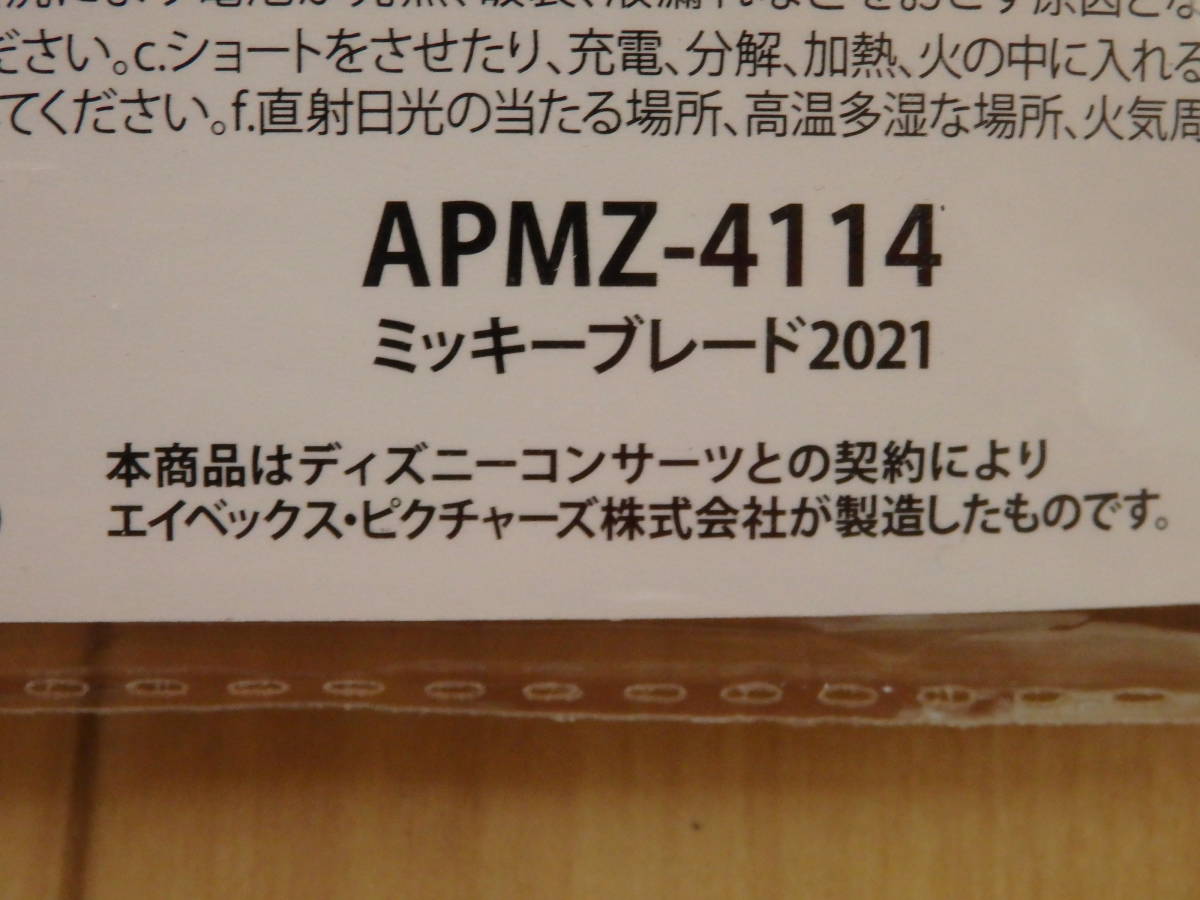 ださい。c.ショートをさせたり、充電、分解、加熱、火の中に入れる
てください。f.直射日光の当たる場所、高温多湿な場所、火気周
APMZ-4114
ミッキーブレード2021
本商品はディズニーコンサーツとの契約により
エイベックス・ピクチャーズ株式会社が製造したものです。